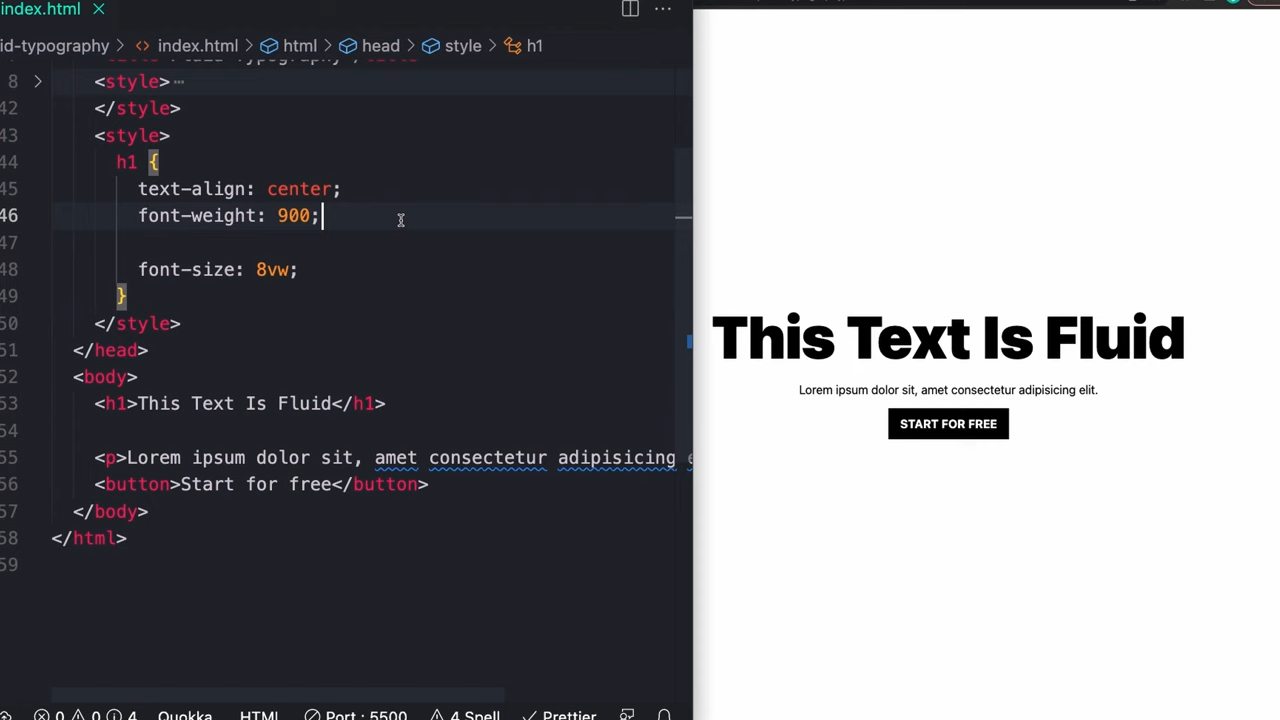 index.html
id-typography > index.html > html > head > style > h1
8 <style>
42 </style>
43 <style>
44 h1 {
45 text-align: center;
46 font-weight: 900;
47
48 font-size: 8vw;
49 }
50 </style>
51 </head>
52 <body>
53 <h1>This Text Is Fluid</h1>
54
55 <p>Lorem ipsum dolor sit, amet consectetur adipisicing e
56 <button>Start for free</button>
57 </body>
58 </html>
59
0 0 4 Quokka HTML Port : 5500 4 Spell Prettier
This Text Is Fluid
Lorem ipsum dolor sit, amet consectetur adipisicing elit.
START FOR FREE